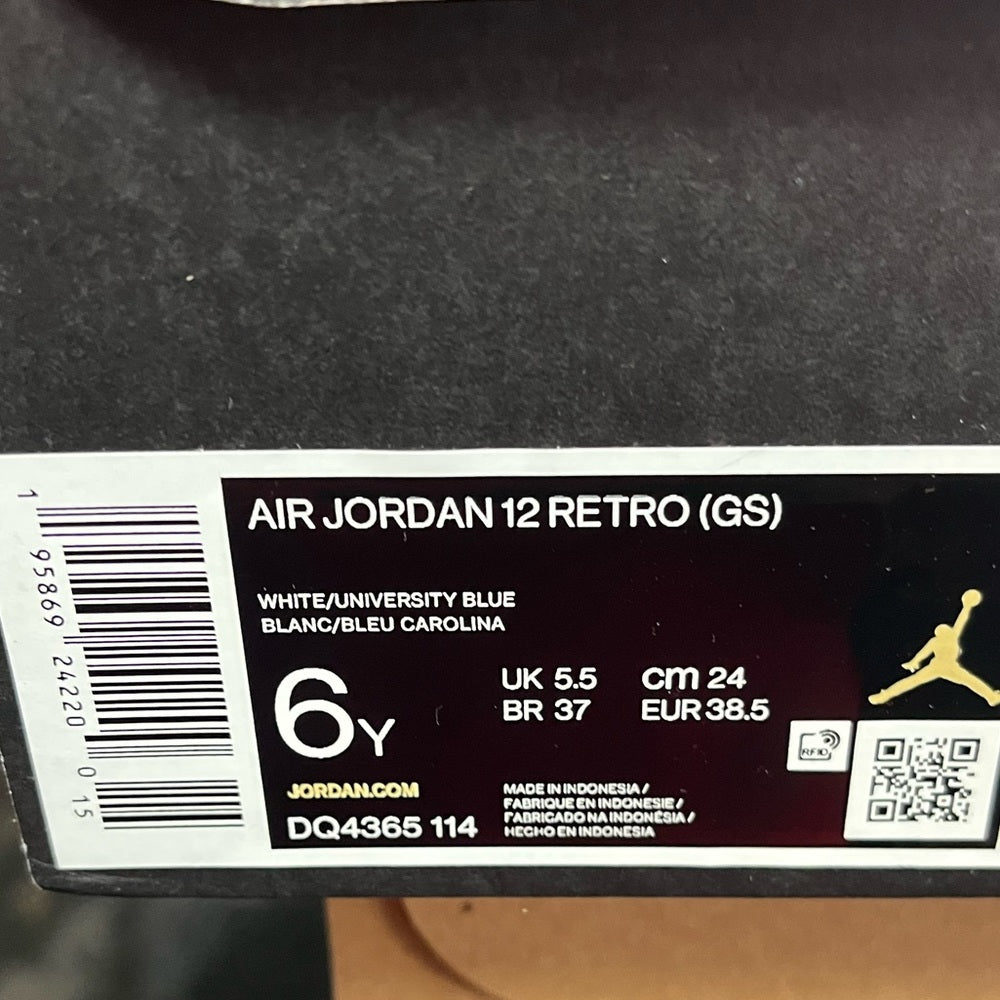 1 95869 24220 0 15
AIR JORDAN 12 RETRO (GS)
WHITE/UNIVERSITY BLUE
BLANC/BLEU CAROLINA
6Y
UK 5.5 cm 24
BR 37 EUR 38.5
RFID
JORDAN.COM
DQ4365 114
MADE IN INDONESIA /
FABRIQUE EN INDONESIE /
FABRICADO NA INDONÉSIA /
HECHO EN INDONESIA